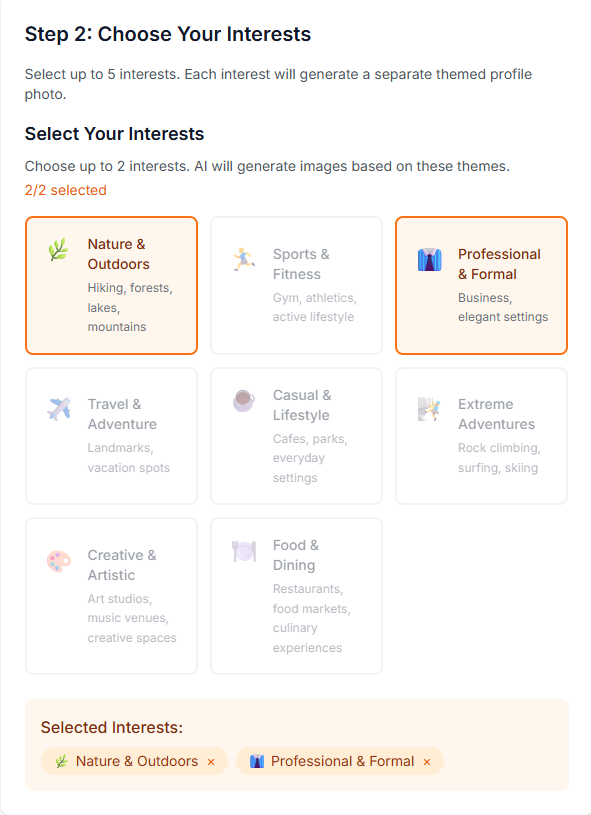 Step 2: Choose Your Interests
Select up to 5 interests. Each interest will generate a separate themed profile
photo.
Select Your Interests
Choose up to 2 interests. AI will generate images based on these themes.
2/2 selected
Nature &
Outdoors
Hiking, forests,
lakes,
mountains
Sports &
Fitness
Gym, athletics,
active lifestyle
Professional
& Formal
Business,
elegant settings
Travel &
Adventure
Landmarks,
vacation spots
Casual &
Lifestyle
Cafes, parks,
everyday
settings
Extreme
Adventures
Rock climbing,
surfing, skiing
Creative &
Artistic
Art studios,
music venues,
creative spaces
Food &
Dining
Restaurants,
food markets,
culinary
experiences
Selected Interests:
Nature & Outdoors × Professional & Formal ×